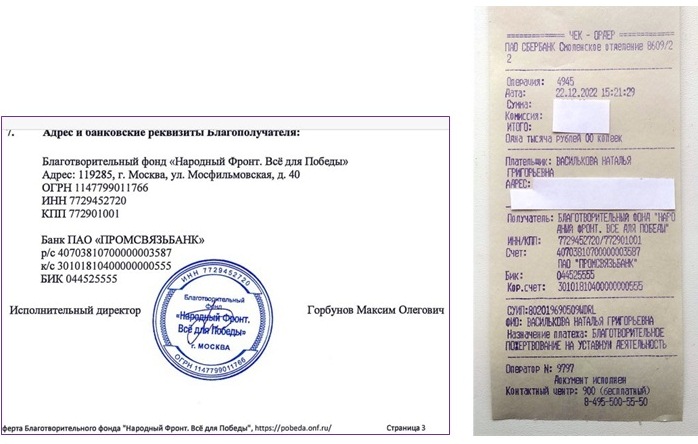 7. Адрес и банковские реквизиты Благополучателя:
Благотворительный фонд «Народный Фронт. Всё для Победы»
Адрес: 119285, г. Москва, ул. Мосфильмовская, д. 40
ОГРН 1147799011766
ИНН 7729452720
КПП 772901001
Банк ПАО «ПРОМСВЯЗЬБАНК»
р/с 40703810700000003587
к/с 30101810400000000555
БИК 044525555
Исполнительный директор
Горбунов Максим Олегович
ИНН 7729452720
Благотворительный
фонд
«Народный Фронт.
Всё для Победы»
г. МОСКВА
ОГРН 1147799011766
ферта Благотворительного фонда "Народный Фронт. Всё для Победы", https://pobeda.onf.ru/
Страница 3
ЧЕК - ОРДЕР
ПАО СБЕРБАНК Смоленское отделение 8609/2
2
Операция: 4945
Дата: 22.12.2022 15:21:29
Сумма:
Комиссия:
ИТОГО:
Одна тысяча рублей 00 копеек
Плательщик: ВАСИЛЬКОВА НАТАЛЬЯ
ГРИГОРЬЕВНА
АДРЕС:
Получатель: БЛАГОТВОРИТЕЛЬНЫЙ ФОНД "НАРО
ДНЫЙ ФРОНТ. ВСЕ ДЛЯ ПОБЕДЫ"
ИНН/КПП: 7729452720/772901001
Счет: 40703810700000003587
ПАО "ПРОМСВЯЗЬБАНК"
Бик: 044525555
Кор.счет: 30101810400000000555
СУИП:802019690509WDRL
ФИО: ВАСИЛЬКОВА НАТАЛЬЯ ГРИГОРЬЕВНА
Назначение платежа: БЛАГОТВОРИТЕЛЬНОЕ
ПОЖЕРТВОВАНИЕ НА УСТАВНУЮ ДЕЯТЕЛЬНОСТЬ
Оператор N: 9797
Документ исполнен
Контактный центр: 900 (бесплатный)
8-495-500-55-50